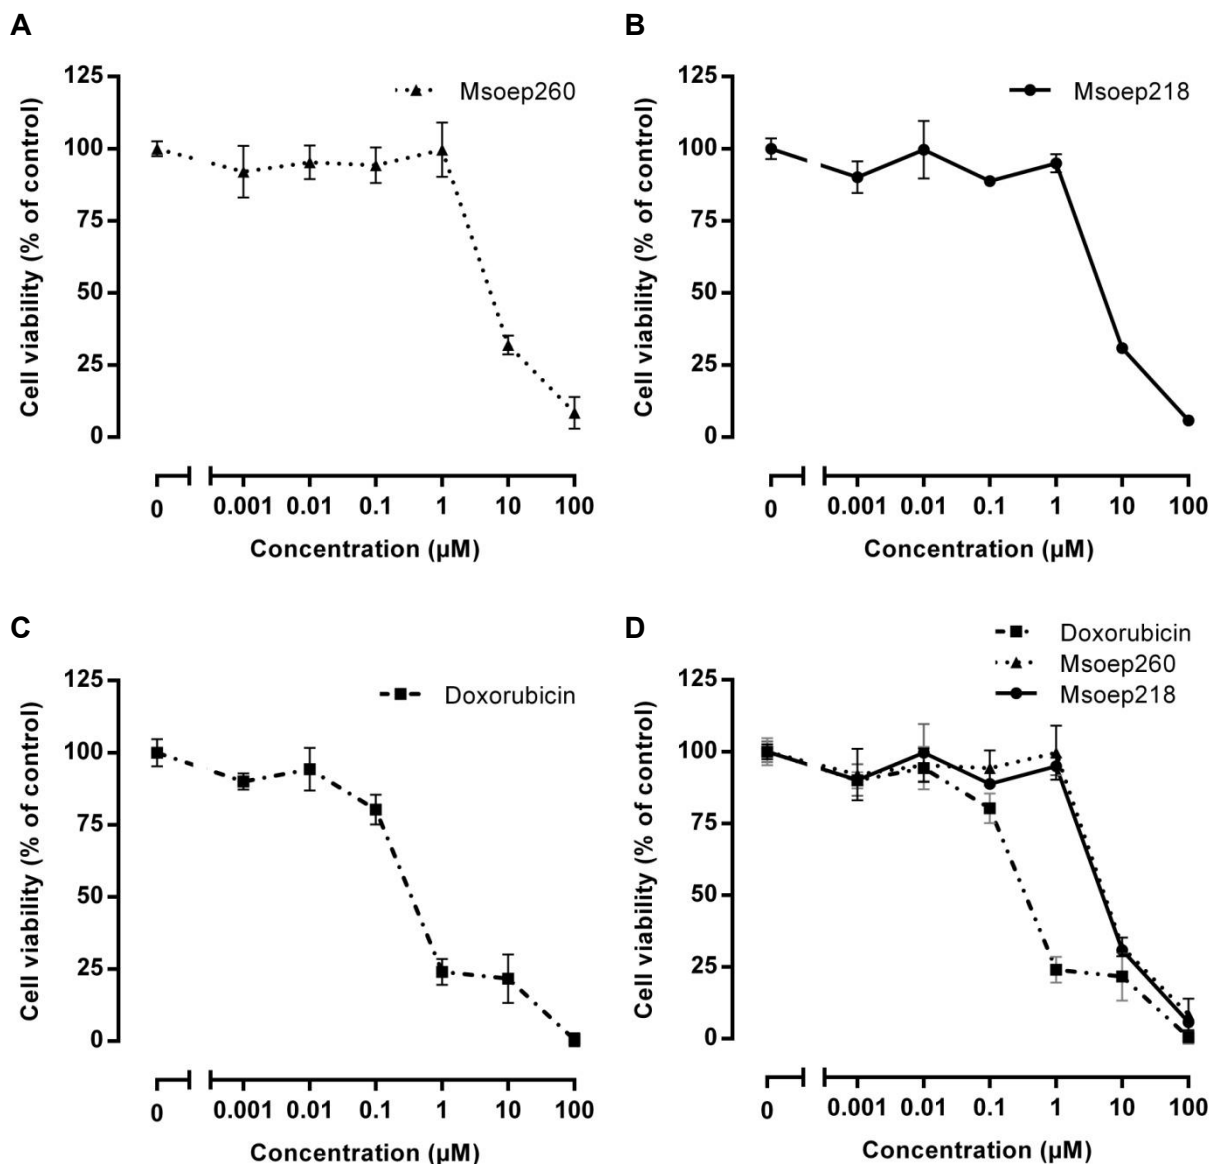 A
Msoep260
Cell viability (% of control)
125
100
75
50
25
0
0 0.001 0.01 0.1 1 10 100
Concentration (µM)
B
Msoep218
Cell viability (% of control)
125
100
75
50
25
0
0 0.001 0.01 0.1 1 10 100
Concentration (µM)
C
Doxorubicin
Cell viability (% of control)
125
100
75
50
25
0
0 0.001 0.01 0.1 1 10 100
Concentration (µM)
D
Doxorubicin
Msoep260
Msoep218
Cell viability (% of control)
125
100
75
50
25
0
0 0.001 0.01 0.1 1 10 100
Concentration (µM)